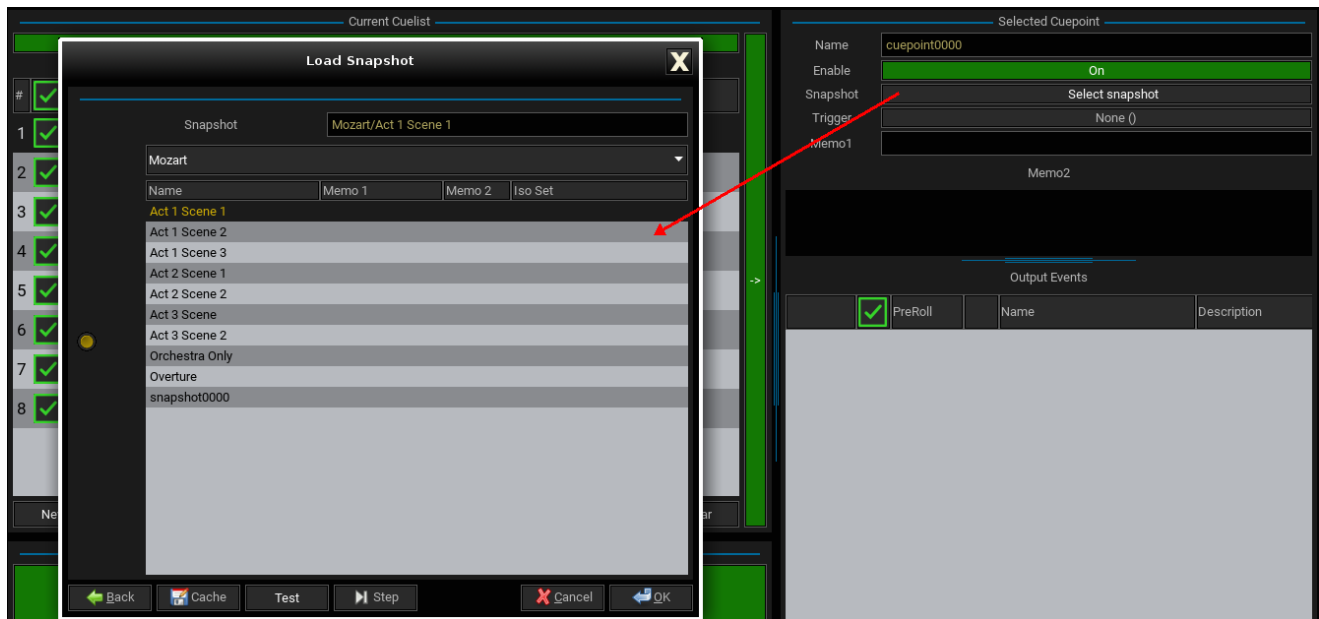 Current Cuelist
Load Snapshot
X
#
1
2
3
4
5
6
7
8
Snapshot
Mozart/Act 1 Scene 1
Mozart
Name Memo 1 Memo 2 Iso Set
Act 1 Scene 1
Act 1 Scene 2
Act 1 Scene 3
Act 2 Scene 1
Act 2 Scene 2
Act 3 Scene
Act 3 Scene 2
Orchestra Only
Overture
snapshot0000
Ne
ar
Back Cache Test Step Cancel OK
->
Selected Cuepoint
Name cuepoint0000
Enable On
Snapshot Select snapshot
Trigger None ()
Memo1
Memo2
Output Events
PreRoll Name Description